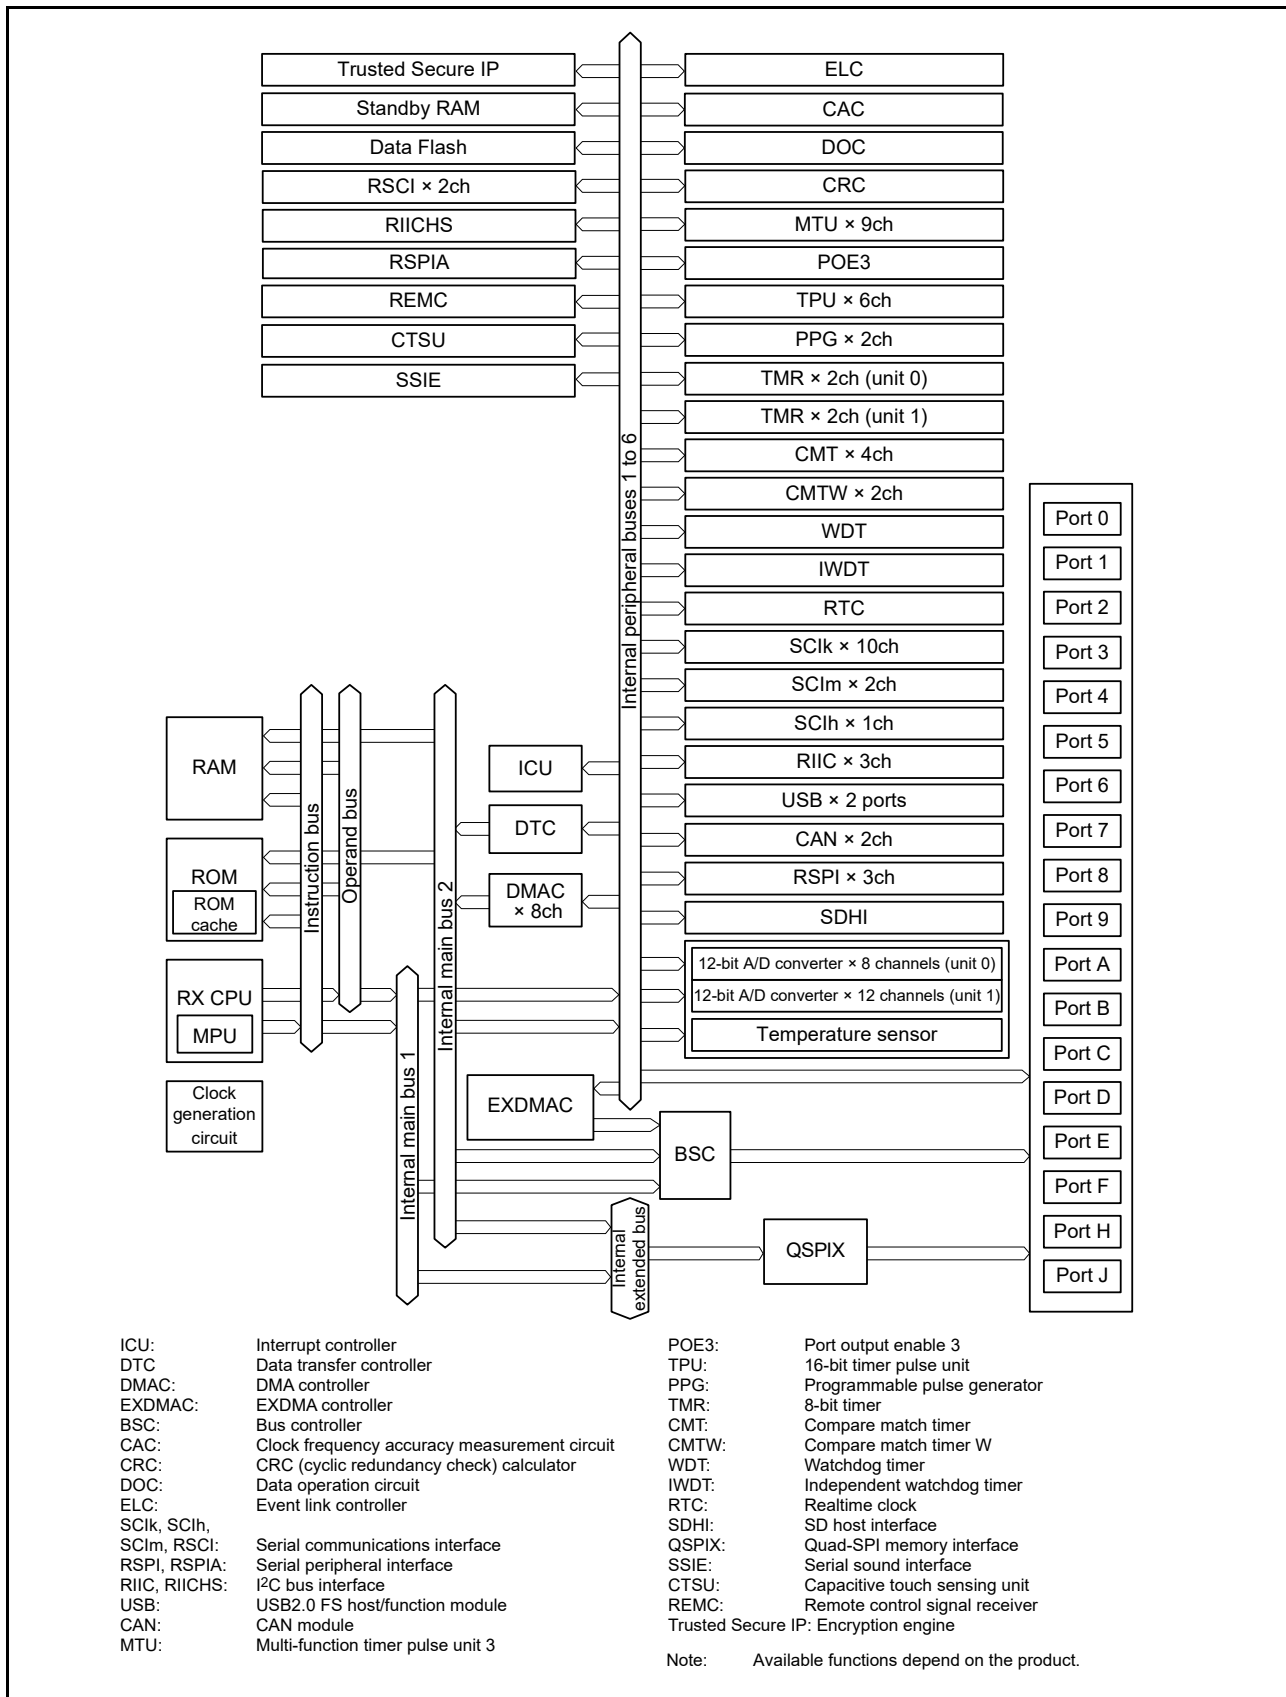 Trusted Secure IP
Standby RAM
Data Flash
RSCI × 2ch
RIICHS
RSPIA
REMC
CTSU
SSIE
Internal peripheral buses 1 to 6
ELC
CAC
DOC
CRC
MTU × 9ch
POE3
TPU × 6ch
PPG × 2ch
TMR × 2ch (unit 0)
TMR × 2ch (unit 1)
CMT × 4ch
CMTW × 2ch
WDT
IWDT
RTC
SCIk × 10ch
SCIm × 2ch
SCIh × 1ch
RIIC × 3ch
USB × 2 ports
CAN × 2ch
RSPI × 3ch
SDHI
12-bit A/D converter × 8 channels (unit 0)
12-bit A/D converter × 12 channels (unit 1)
Temperature sensor
Port 0
Port 1
Port 2
Port 3
Port 4
Port 5
Port 6
Port 7
Port 8
Port 9
Port A
Port B
Port C
Port D
Port E
Port F
Port H
Port J
RAM
ROM
ROM
cache
RX CPU
MPU
Clock
generation
circuit
Instruction bus
Operand bus
Internal main bus 1
Internal main bus 2
ICU
DTC
DMAC
× 8ch
EXDMAC
BSC
Internal
extended bus
QSPIX
ICU: Interrupt controller
DTC Data transfer controller
DMAC: DMA controller
EXDMAC: EXDMA controller
BSC: Bus controller
CAC: Clock frequency accuracy measurement circuit
CRC: CRC (cyclic redundancy check) calculator
DOC: Data operation circuit
ELC: Event link controller
SCIk, SCIh,
SCIm, RSCI: Serial communications interface
RSPI, RSPIA: Serial peripheral interface
RIIC, RIICHS: I²C bus interface
USB: USB2.0 FS host/function module
CAN: CAN module
MTU: Multi-function timer pulse unit 3
POE3: Port output enable 3
TPU: 16-bit timer pulse unit
PPG: Programmable pulse generator
TMR: 8-bit timer
CMT: Compare match timer
CMTW: Compare match timer W
WDT: Watchdog timer
IWDT: Independent watchdog timer
RTC: Realtime clock
SDHI: SD host interface
QSPIX: Quad-SPI memory interface
SSIE: Serial sound interface
CTSU: Capacitive touch sensing unit
REMC: Remote control signal receiver
Trusted Secure IP: Encryption engine
Note: Available functions depend on the product.